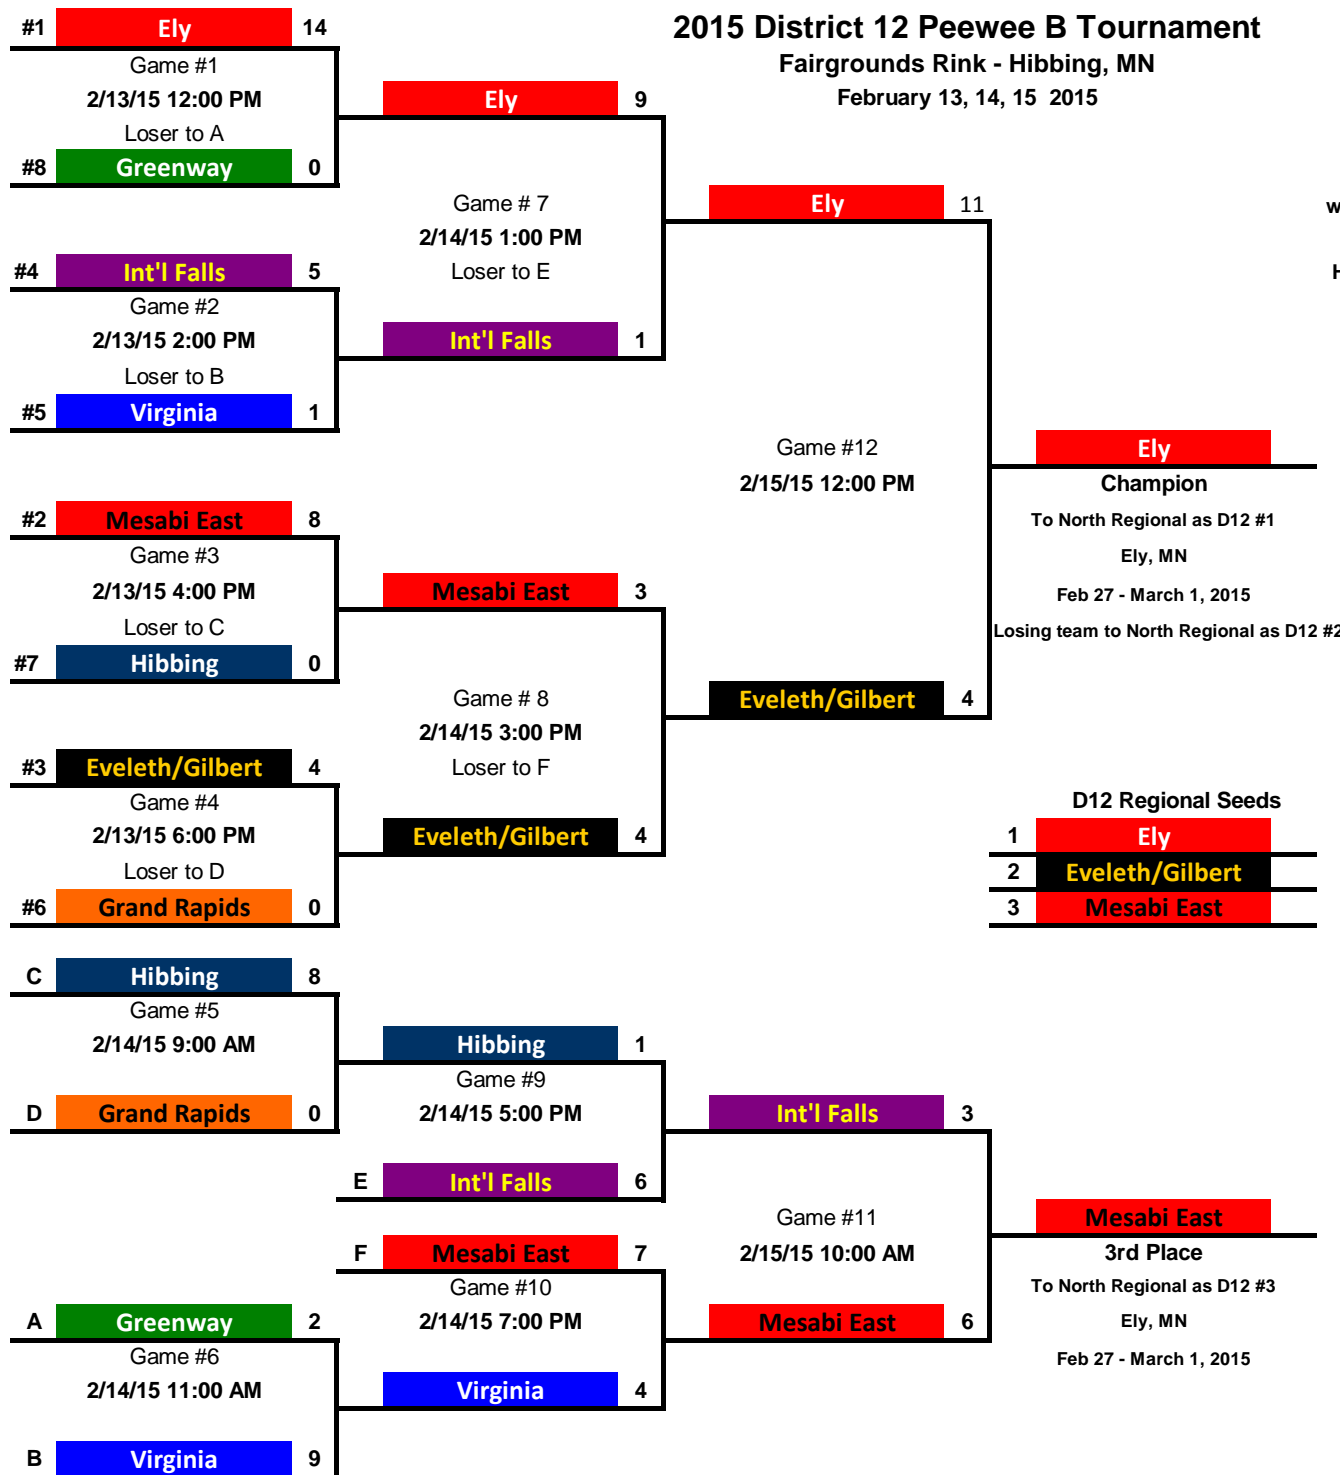 2015 District 12 Peewee B Tournament
Fairgrounds Rink - Hibbing, MN
February 13, 14, 15 2015
#1 Ely 14
Game #1
2/13/15 12:00 PM
Loser to A
#8 Greenway 0
#4 Int'l Falls 5
Game #2
2/13/15 2:00 PM
Loser to B
#5 Virginia 1
#2 Mesabi East 8
Game #3
2/13/15 4:00 PM
Loser to C
#7 Hibbing 0
#3 Eveleth/Gilbert 4
Game #4
2/13/15 6:00 PM
Loser to D
#6 Grand Rapids 0
Ely 9
Game # 7
2/14/15 1:00 PM
Loser to E
Int'l Falls 1
Mesabi East 3
Game # 8
2/14/15 3:00 PM
Loser to F
Eveleth/Gilbert 4
Ely 11
Game #12
2/15/15 12:00 PM
Eveleth/Gilbert 4
w
H
Ely
Champion
To North Regional as D12 #1
Ely, MN
Feb 27 - March 1, 2015
Losing team to North Regional as D12 #2
D12 Regional Seeds
1 Ely
2 Eveleth/Gilbert
3 Mesabi East
C Hibbing 8
Game #5
2/14/15 9:00 AM
D Grand Rapids 0
A Greenway 2
Game #6
2/14/15 11:00 AM
B Virginia 9
Hibbing 1
Game #9
2/14/15 5:00 PM
E Int'l Falls 6
F Mesabi East 7
Game #10
2/14/15 7:00 PM
Virginia 4
Int'l Falls 3
Game #11
2/15/15 10:00 AM
Mesabi East 6
Mesabi East
3rd Place
To North Regional as D12 #3
Ely, MN
Feb 27 - March 1, 2015